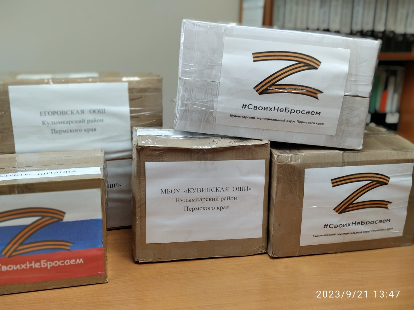 ЕГОРОВСКАЯ ООШ
Кудымкарский район
Пермского края
#СвоихНеБросаем
МБОУ «КУВИНСКАЯ ОШИ»
Кудымкарский район
Пермского края
#СвоихНеБросаем
#СвоихНеБросаем
2023/9/21 13:47